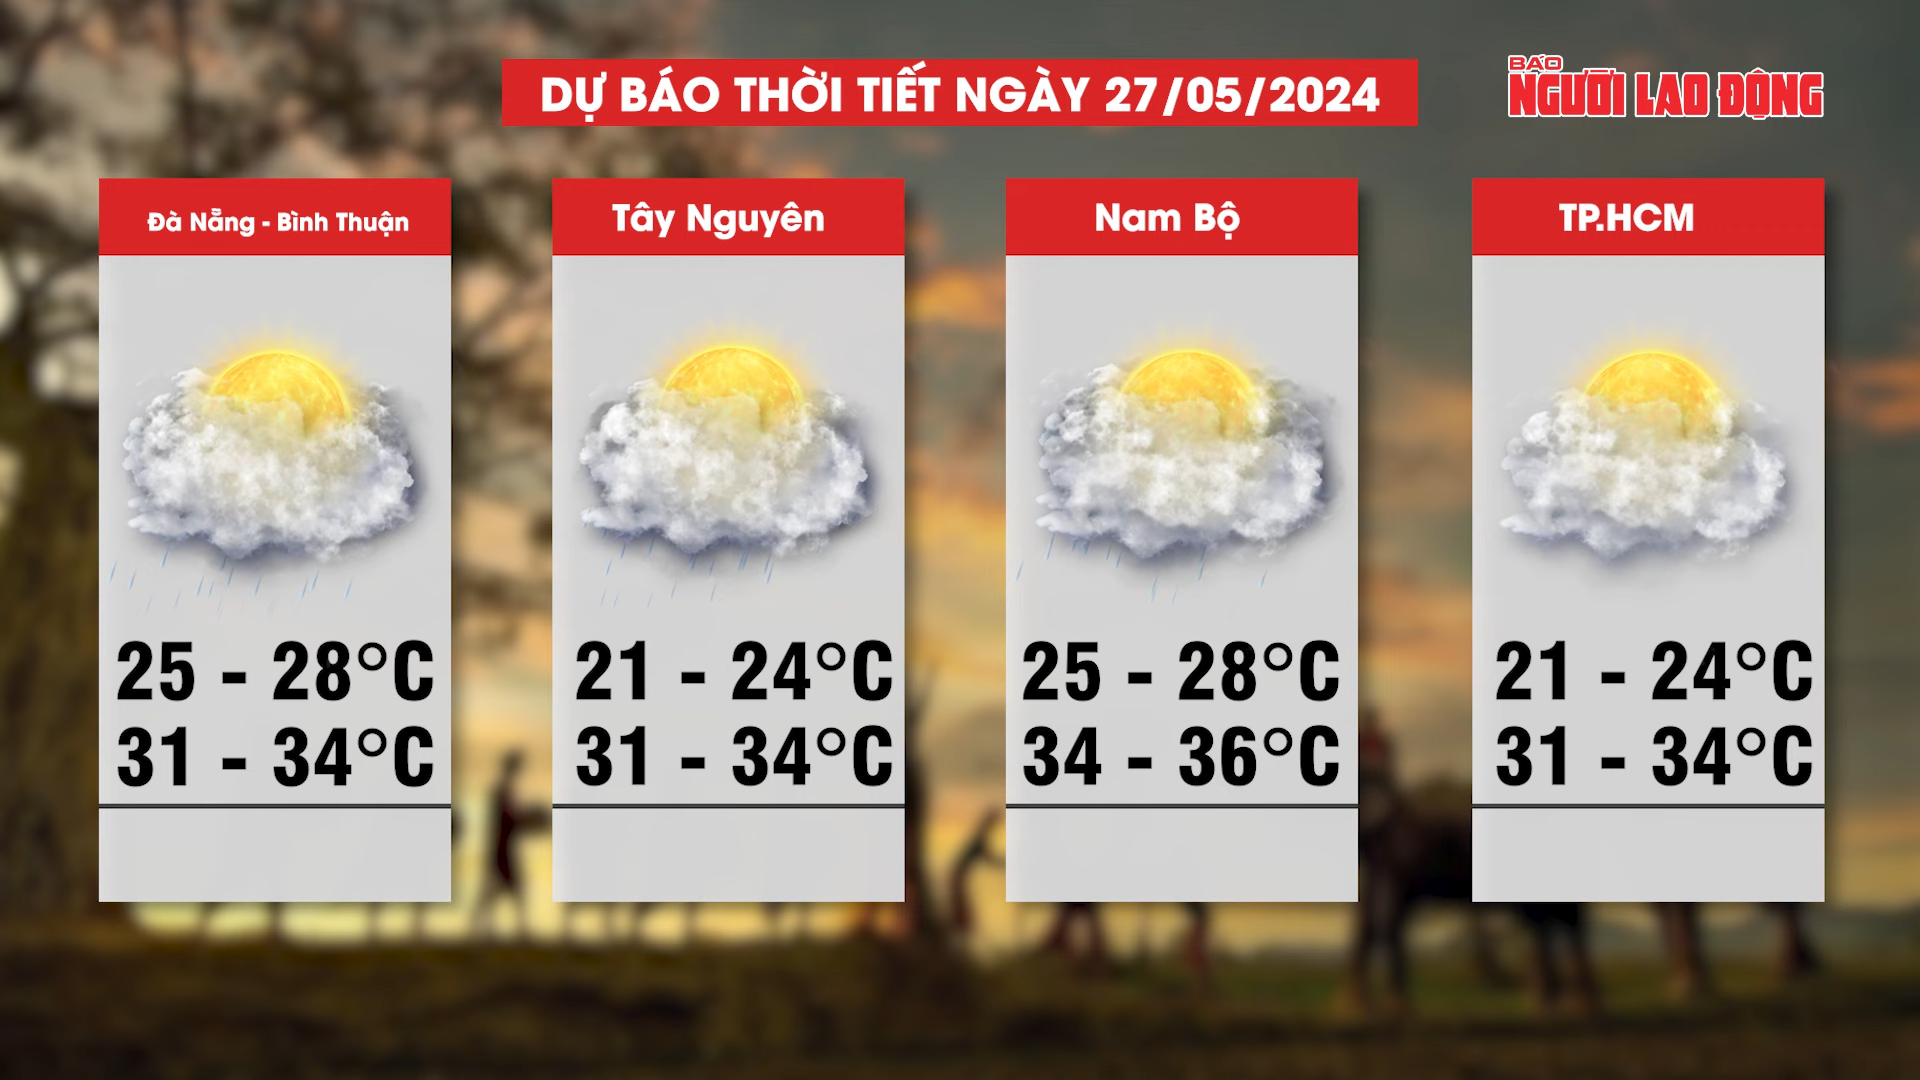 DỰ BÁO THỜI TIẾT NGÀY 27/05/2024
BÁO
NGƯỜI LAO ĐỘNG
Đà Nẵng - Bình Thuận
25 - 28°C
31 - 34°C
Tây Nguyên
21 - 24°C
31 - 34°C
Nam Bộ
25 - 28°C
34 - 36°C
TP.HCM
21 - 24°C
31 - 34°C